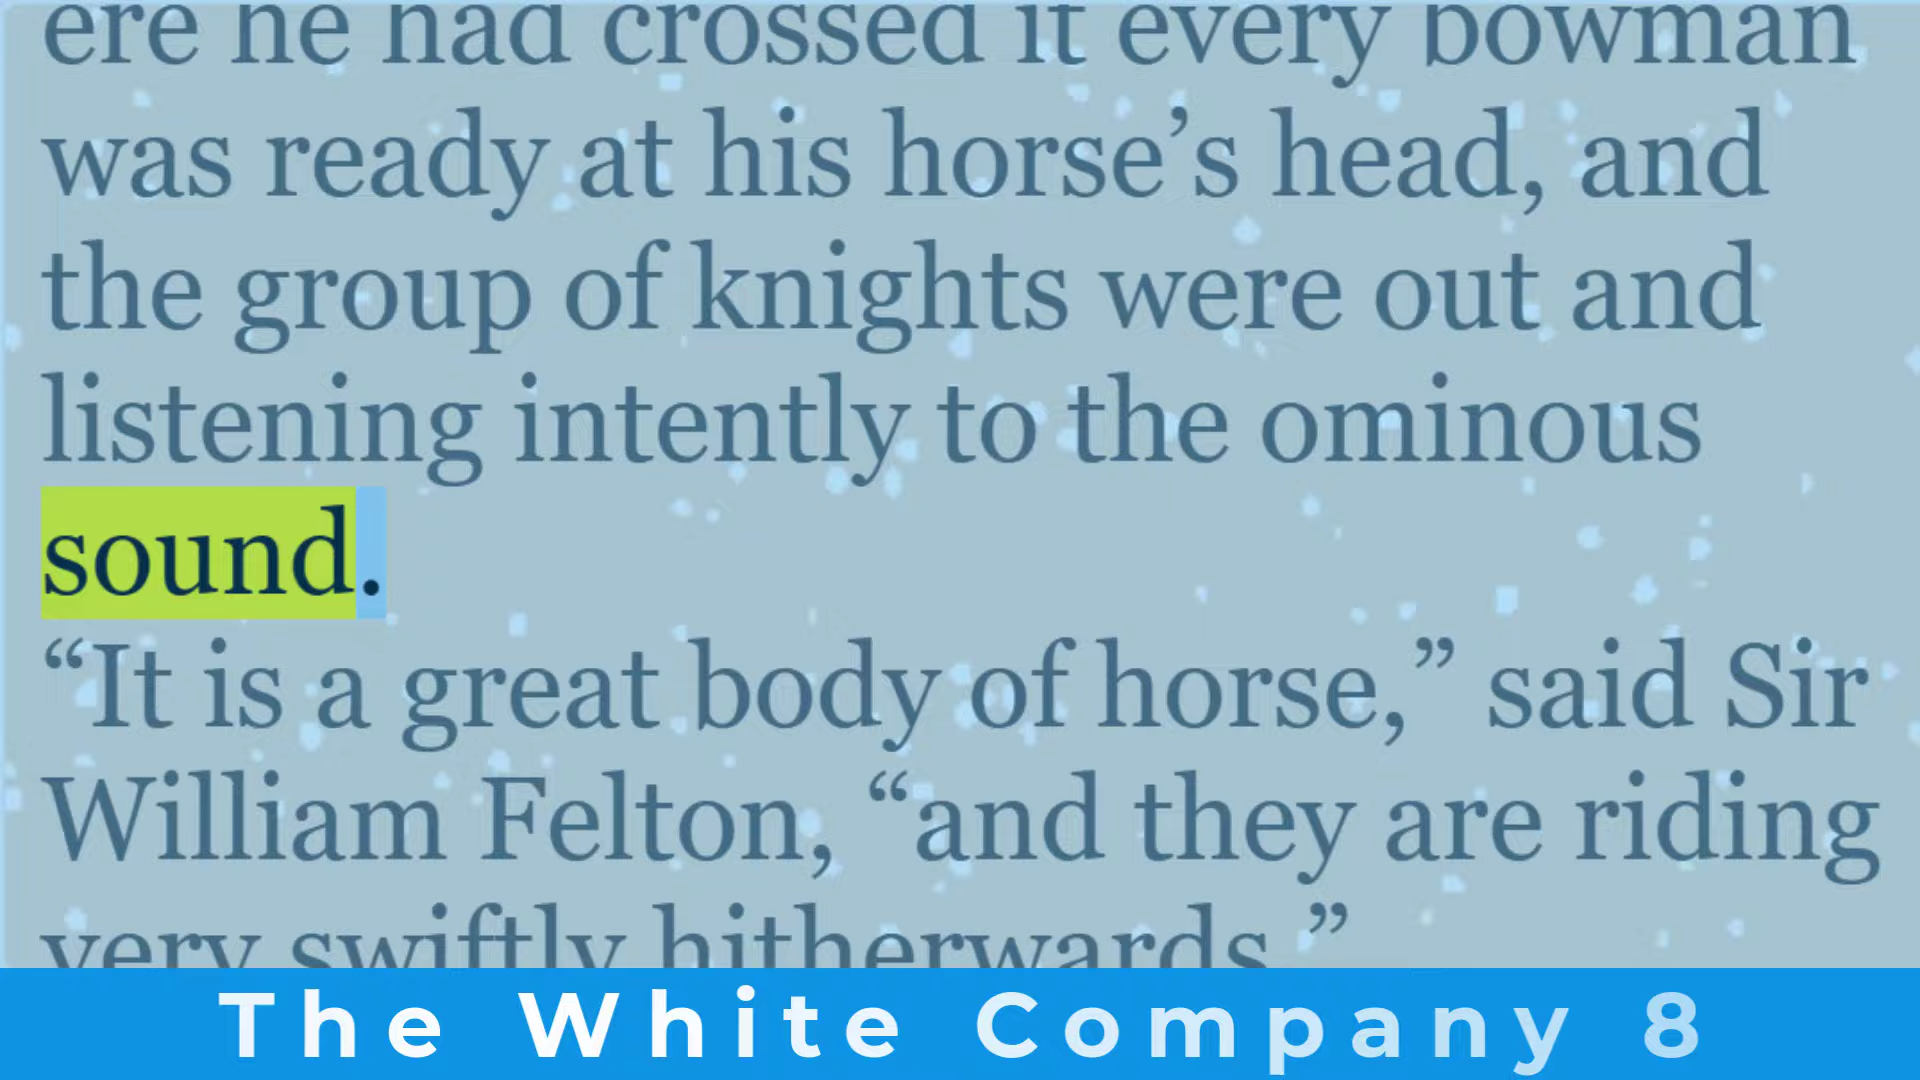 ere he had crossed it every bowman
was ready at his horse’s head, and
the group of knights were out and
listening intently to the ominous
sound.
“It is a great body of horse,” said Sir
William Felton, “and they are riding
very swiftly hitherwards.”
The White Company 8